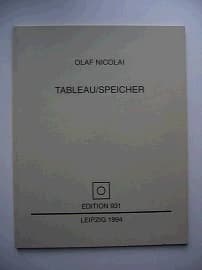 OLAF NICOLAI
TABLEAU/SPEICHER
EDITION 931
LEIPZIG 1994